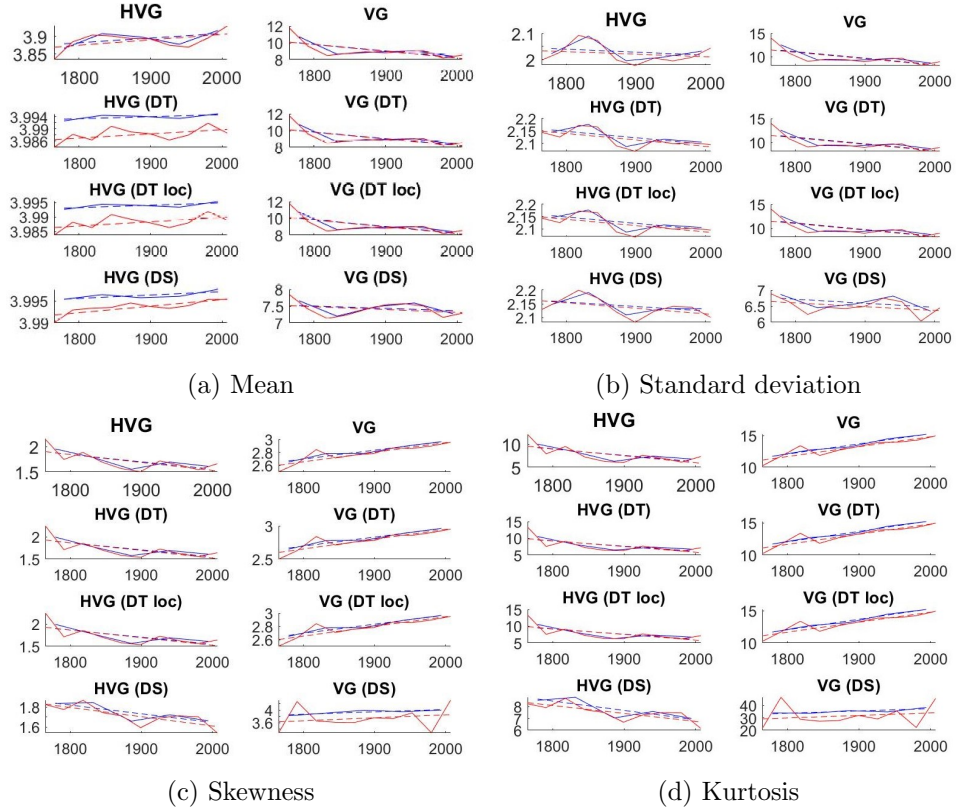 HVG
3.9
3.85
1800 1900 2000
VG
12
10
8
1800 1900 2000
HVG (DT)
3.994
3.99
3.986
1800 1900 2000
VG (DT)
12
10
8
1800 1900 2000
HVG (DT loc)
3.995
3.99
3.985
1800 1900 2000
VG (DT loc)
12
10
8
1800 1900 2000
HVG (DS)
3.995
3.99
1800 1900 2000
VG (DS)
8
7.5
7
1800 1900 2000
(a) Mean
HVG
2.1
2
1800 1900 2000
VG
15
10
1800 1900 2000
HVG (DT)
2.2
2.15
2.1
1800 1900 2000
VG (DT)
15
10
1800 1900 2000
HVG (DT loc)
2.2
2.15
2.1
1800 1900 2000
VG (DT loc)
15
10
1800 1900 2000
HVG (DS)
2.2
2.15
2.1
1800 1900 2000
VG (DS)
7
6.5
6
1800 1900 2000
(b) Standard deviation
HVG
2
1.5
1800 1900 2000
VG
3
2.8
2.6
1800 1900 2000
HVG (DT)
2
1.5
1800 1900 2000
VG (DT)
3
2.5
1800 1900 2000
HVG (DT loc)
2
1.5
1800 1900 2000
VG (DT loc)
3
2.8
2.6
1800 1900 2000
HVG (DS)
1.8
1.6
1800 1900 2000
VG (DS)
4
3.6
1800 1900 2000
(c) Skewness
HVG
10
5
1800 1900 2000
VG
15
10
1800 1900 2000
HVG (DT)
15
10
5
1800 1900 2000
VG (DT)
15
10
1800 1900 2000
HVG (DT loc)
15
10
5
1800 1900 2000
VG (DT loc)
15
10
1800 1900 2000
HVG (DS)
8
7
6
1800 1900 2000
VG (DS)
40
30
20
1800 1900 2000
(d) Kurtosis